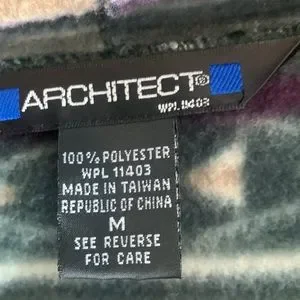 ARCHITECT®
WPL 11403
100% POLYESTER
WPL 11403
MADE IN TAIWAN
REPUBLIC OF CHINA
M
SEE REVERSE
FOR CARE